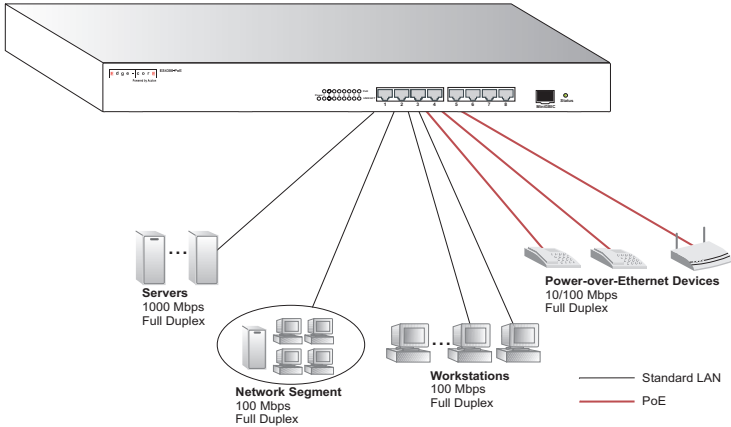 edge-core
Powered by Accton
1 2 3 4 5 6 7 8
MiniGBIC
Status
Servers
1000 Mbps
Full Duplex
Network Segment
100 Mbps
Full Duplex
Workstations
100 Mbps
Full Duplex
Power-over-Ethernet Devices
10/100 Mbps
Full Duplex
Standard LAN
PoE